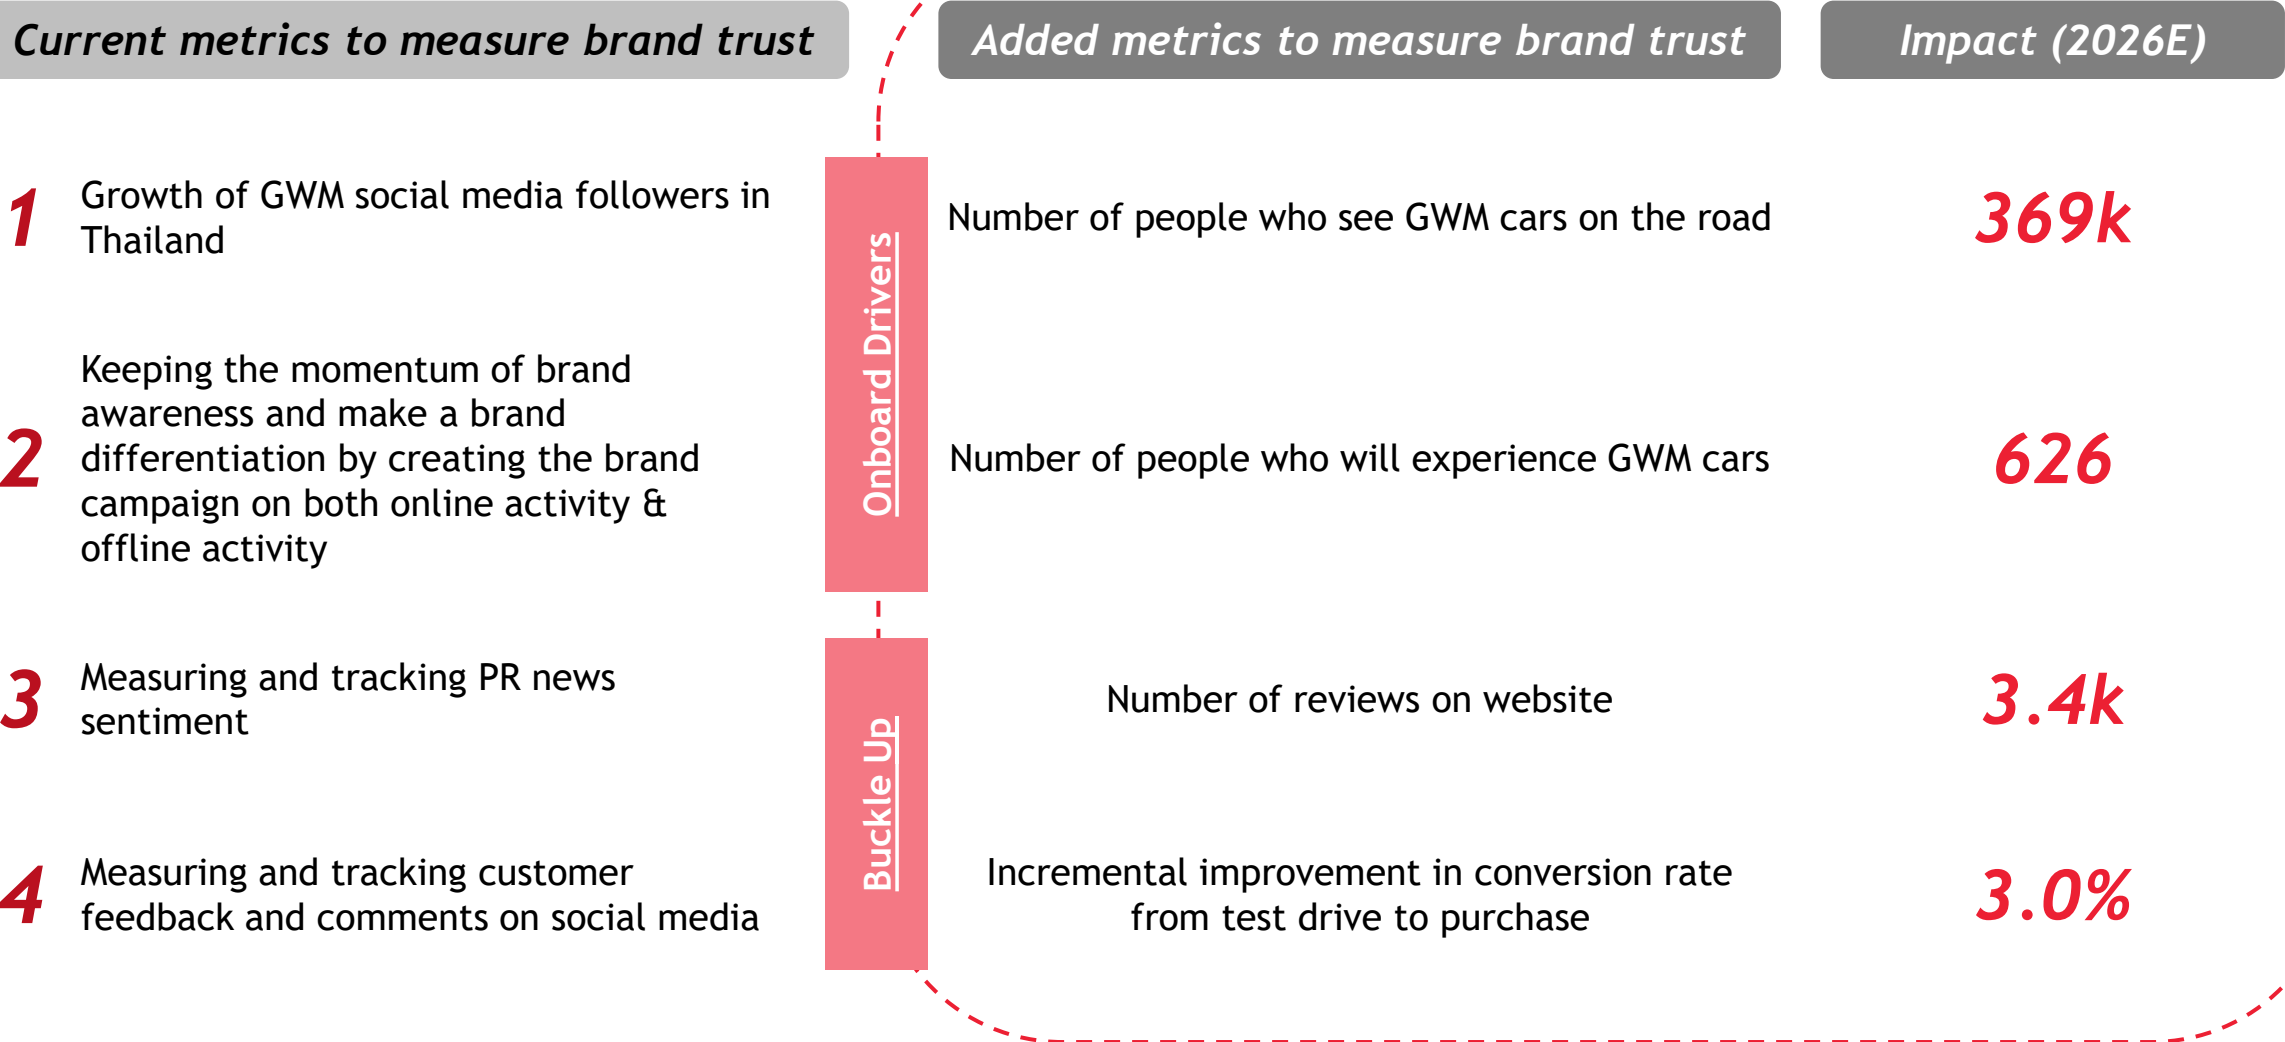 Current metrics to measure brand trust
Added metrics to measure brand trust
Impact (2026E)
1
Growth of GWM social media followers in
Thailand
Onboard Drivers
Number of people who see GWM cars on the road
369k
2
Keeping the momentum of brand
awareness and make a brand
differentiation by creating the brand
campaign on both online activity &
offline activity
Number of people who will experience GWM cars
626
3
Measuring and tracking PR news
sentiment
Buckle Up
Number of reviews on website
3.4k
4
Measuring and tracking customer
feedback and comments on social media
Incremental improvement in conversion rate
from test drive to purchase
3.0%